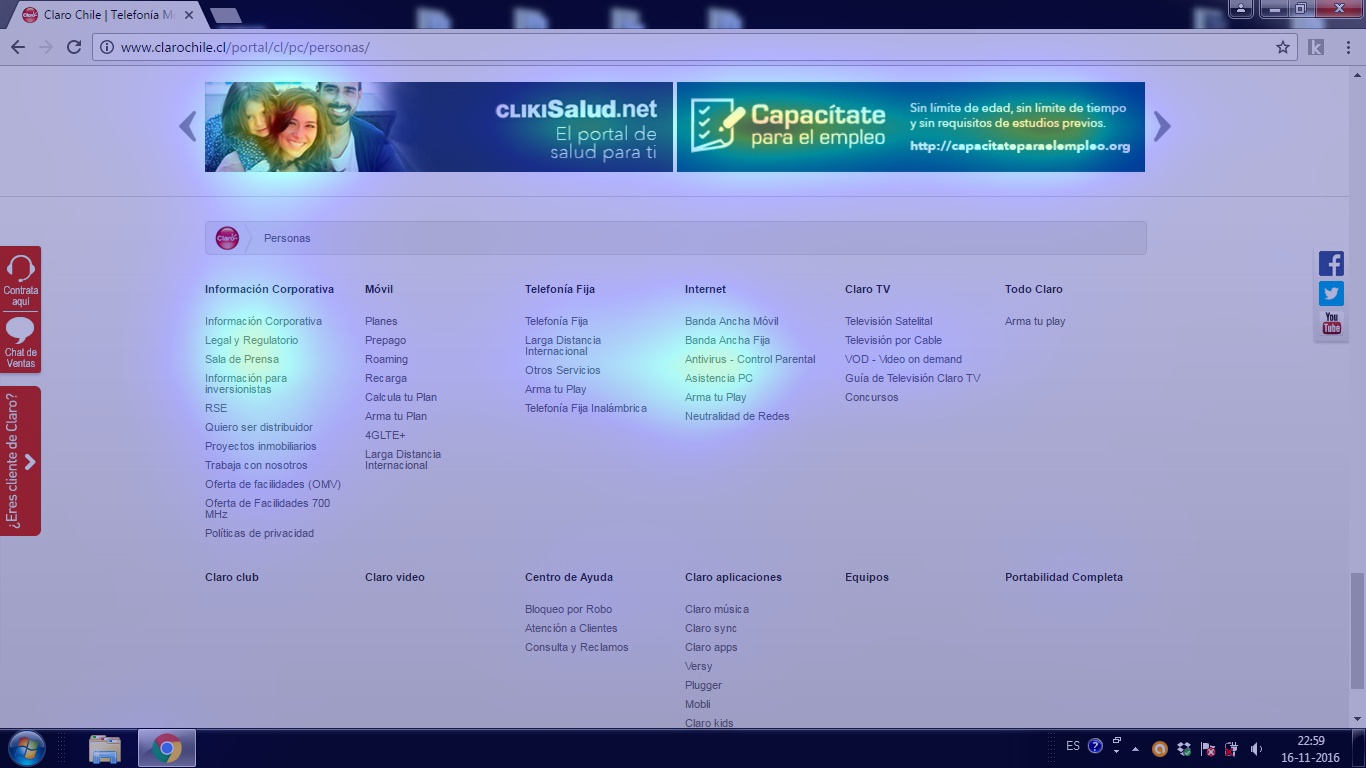 Claro Chile | Telefonía Mó
www.clarochile.cl/portal/cl/pc/personas/
CLIKISalud.net
El portal de
salud para ti
Capacítate
para el empleo
Sin límite de edad, sin límite de tiempo
y sin requisitos de estudios previos.
http://capacitateparaelempleo.org
Claro
Personas
Contrata
aquí
Chat de
Ventas
¿Eres cliente de Claro?
Información Corporativa
Información Corporativa
Legal y Regulatorio
Sala de Prensa
Información para
inversionistas
RSE
Quiero ser distribuidor
Proyectos inmobiliarios
Trabaja con nosotros
Oferta de facilidades (OMV)
Oferta de Facilidades 700
MHz
Políticas de privacidad
Móvil
Planes
Prepago
Roaming
Recarga
Calcula tu Plan
Arma tu Plan
4GLTE+
Larga Distancia
Internacional
Telefonía Fija
Telefonía Fija
Larga Distancia
Internacional
Otros Servicios
Arma tu Play
Telefonía Fija Inalámbrica
Internet
Banda Ancha Móvil
Banda Ancha Fija
Antivirus - Control Parental
Asistencia PC
Arma tu Play
Neutralidad de Redes
Claro TV
Televisión Satelital
Televisión por Cable
VOD - Video on demand
Guía de Televisión Claro TV
Concursos
Todo Claro
Arma tu play
You
Tube
Claro club
Claro video
Centro de Ayuda
Bloqueo por Robo
Atención a Clientes
Consulta y Reclamos
Claro aplicaciones
Claro música
Claro sync
Claro apps
Versy
Plugger
Mobli
Claro kids
Equipos
Portabilidad Completa
ES
22:59
16-11-2016